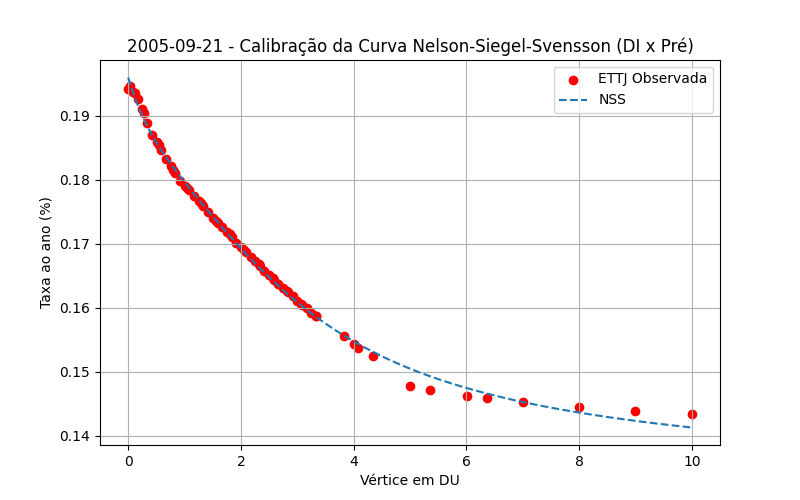 2005-09-21 - Calibração da Curva Nelson-Siegel-Svensson (DI x Pré)
ETTJ Observada
NSS
Taxa ao ano (%)
0.19
0.18
0.17
0.16
0.15
0.14
0 2 4 6 8 10
Vértice em DU